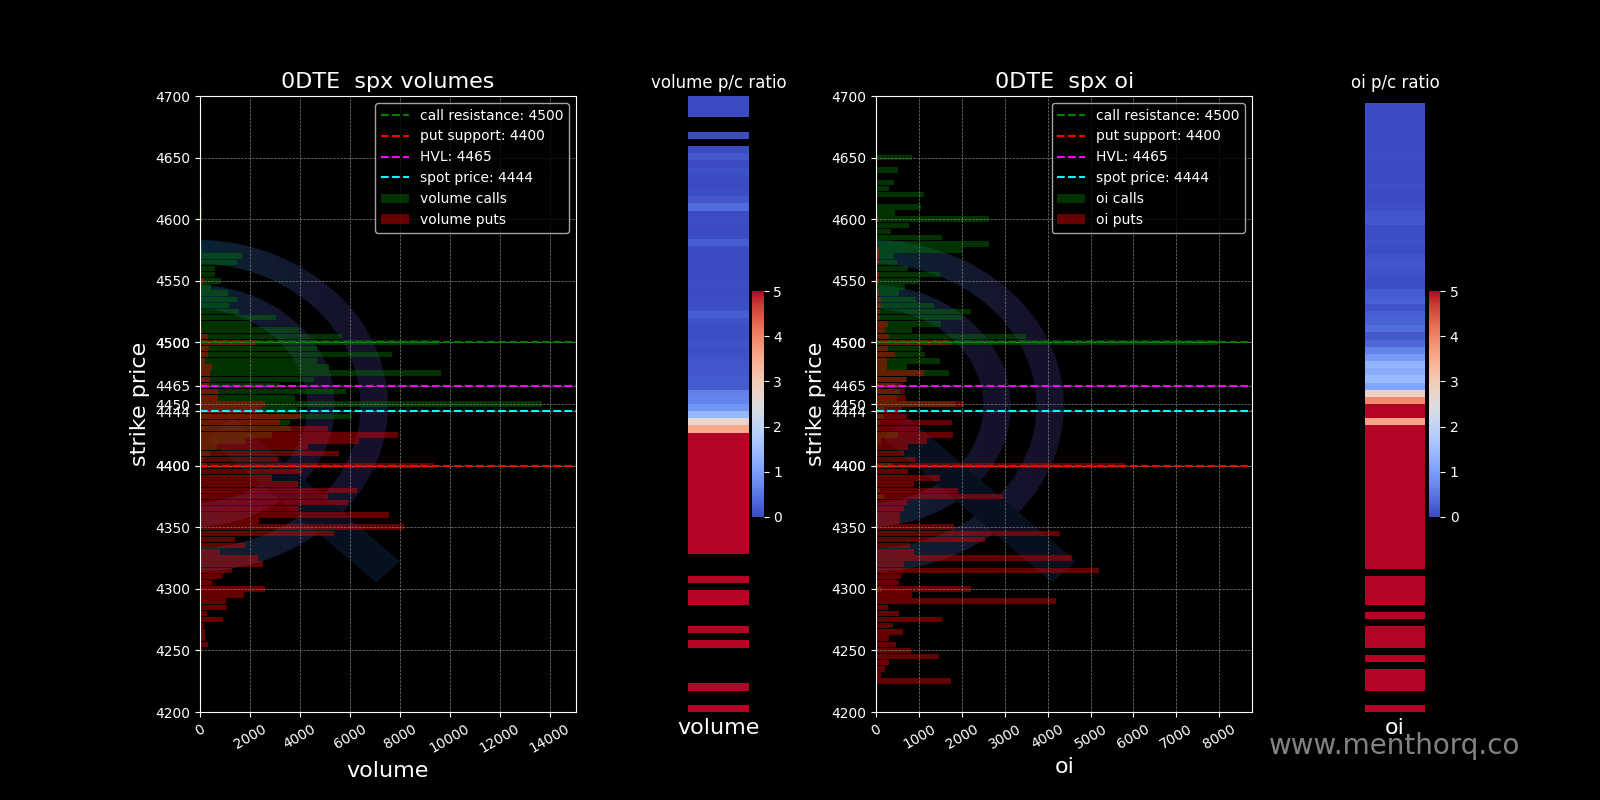 0DTE  spx volumes
volume p/c ratio
0DTE  spx oi
oi p/c ratio
call resistance: 4500
put support: 4400
HVL: 4465
spot price: 4444
volume calls
volume puts
4700
4650
4600
4550
4500
4465
4450
4444
4400
4350
4300
4250
4200
strike price
0
2000
4000
6000
8000
10000
12000
14000
volume
5
4
3
2
1
0
volume
call resistance: 4500
put support: 4400
HVL: 4465
spot price: 4444
oi calls
oi puts
4700
4650
4600
4550
4500
4465
4450
4444
4400
4350
4300
4250
4200
strike price
0
1000
2000
3000
4000
5000
6000
7000
8000
oi
5
4
3
2
1
0
oi
www.menthorq.co